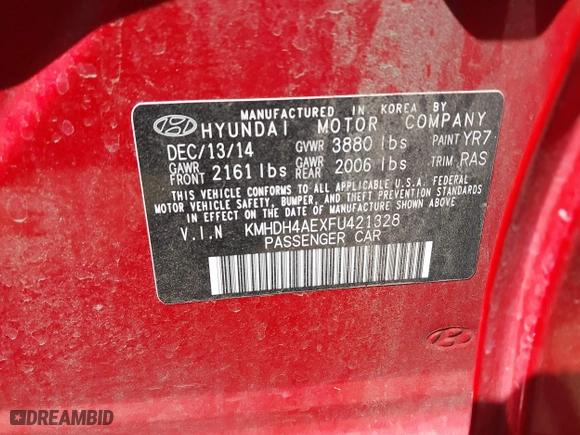 MANUFACTURED IN KOREA BY
HYUNDAI MOTOR COMPANY
DEC/13/14 GVWR 3880 lbs PAINT YR7
GAWR FRONT 2161 lbs GAWR REAR 2006 lbs TRIM RAS
THIS VEHICLE CONFORMS TO ALL APPLICABLE U.S.A. FEDERAL
MOTOR VEHICLE SAFETY, BUMPER, AND THEFT PREVENTION STANDARDS
IN EFFECT ON THE DATE OF MANUFACTURE SHOWN ABOVE.
V.I.N KMHDH4AEXFU421328
PASSENGER CAR
DREAMBID